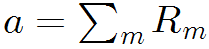 a = ∑_m R_m